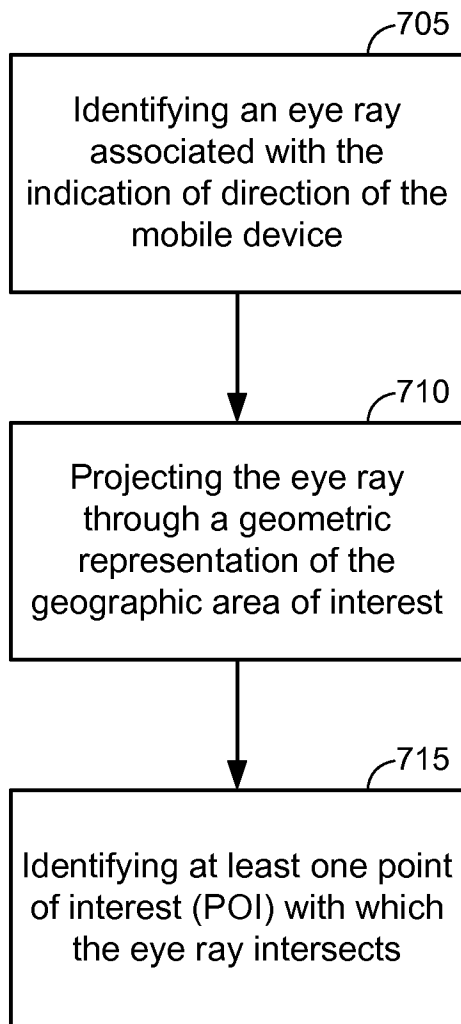 705
Identifying an eye ray
associated with the
indication of direction of the
mobile device
710
Projecting the eye ray
through a geometric
representation of the
geographic area of interest
715
Identifying at least one point
of interest (POI) with which
the eye ray intersects